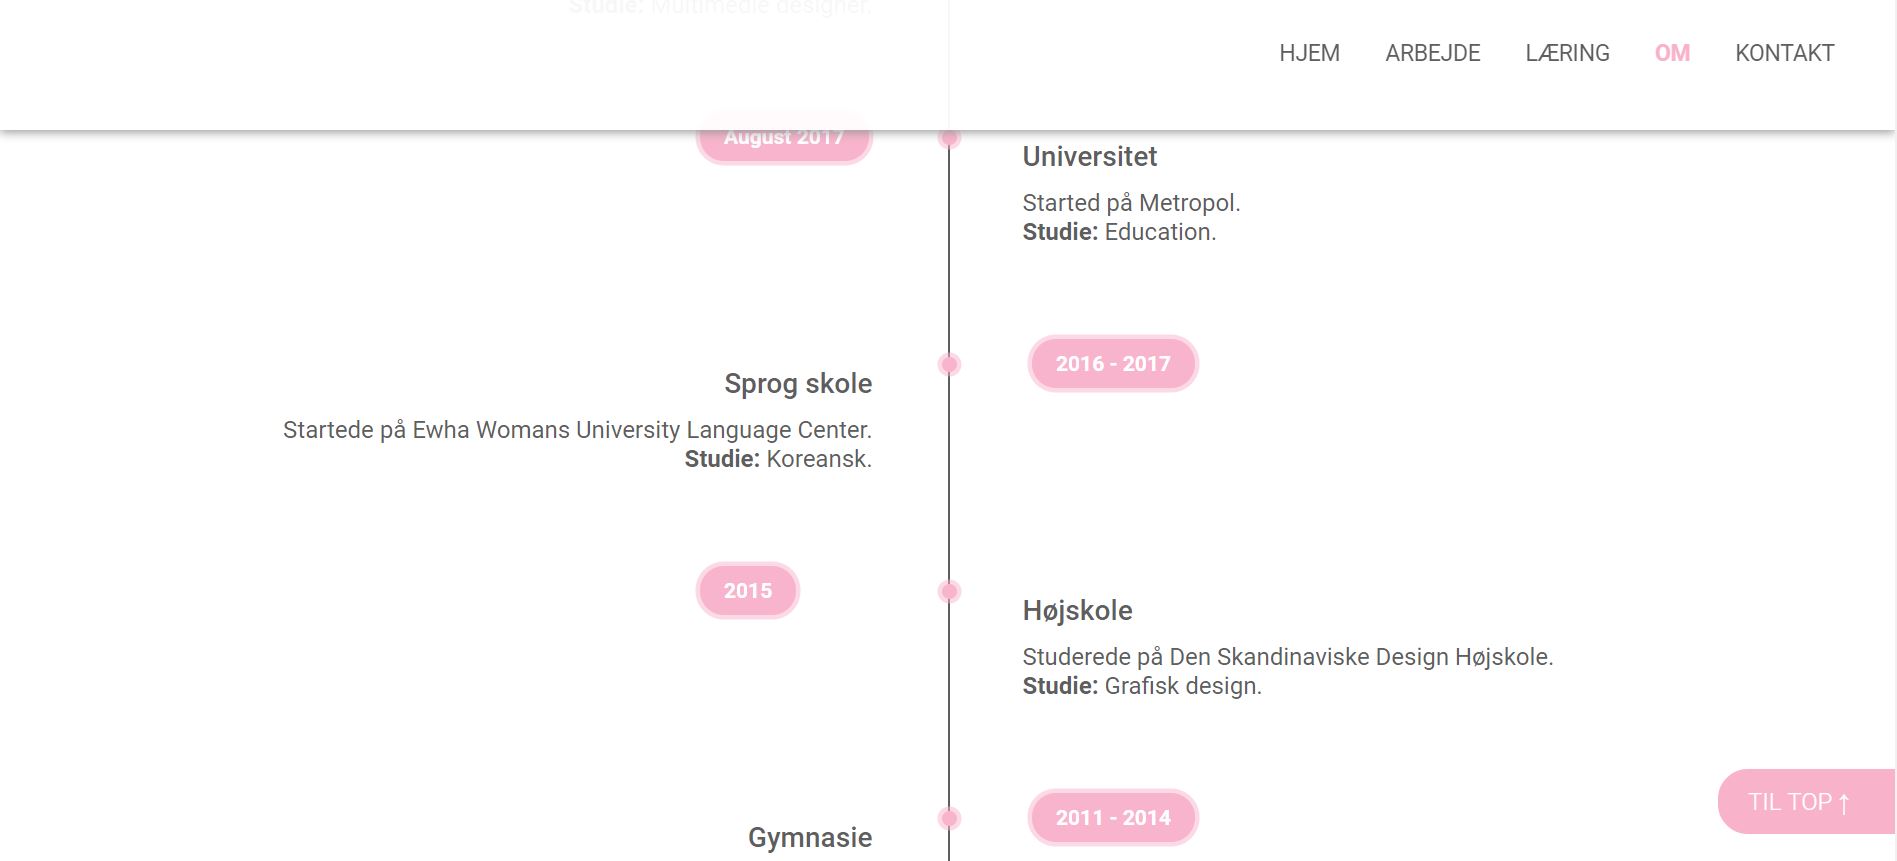 Studie: Multimedie designer.
HJEM ARBEJDE LÆRING OM KONTAKT
August 2017
Universitet
Started på Metropol.
Studie: Education.
2016 - 2017
Sprog skole
Startede på Ewha Womans University Language Center.
Studie: Koreansk.
2015
Højskole
Studerede på Den Skandinaviske Design Højskole.
Studie: Grafisk design.
TIL TOP ↑
2011 - 2014
Gymnasie